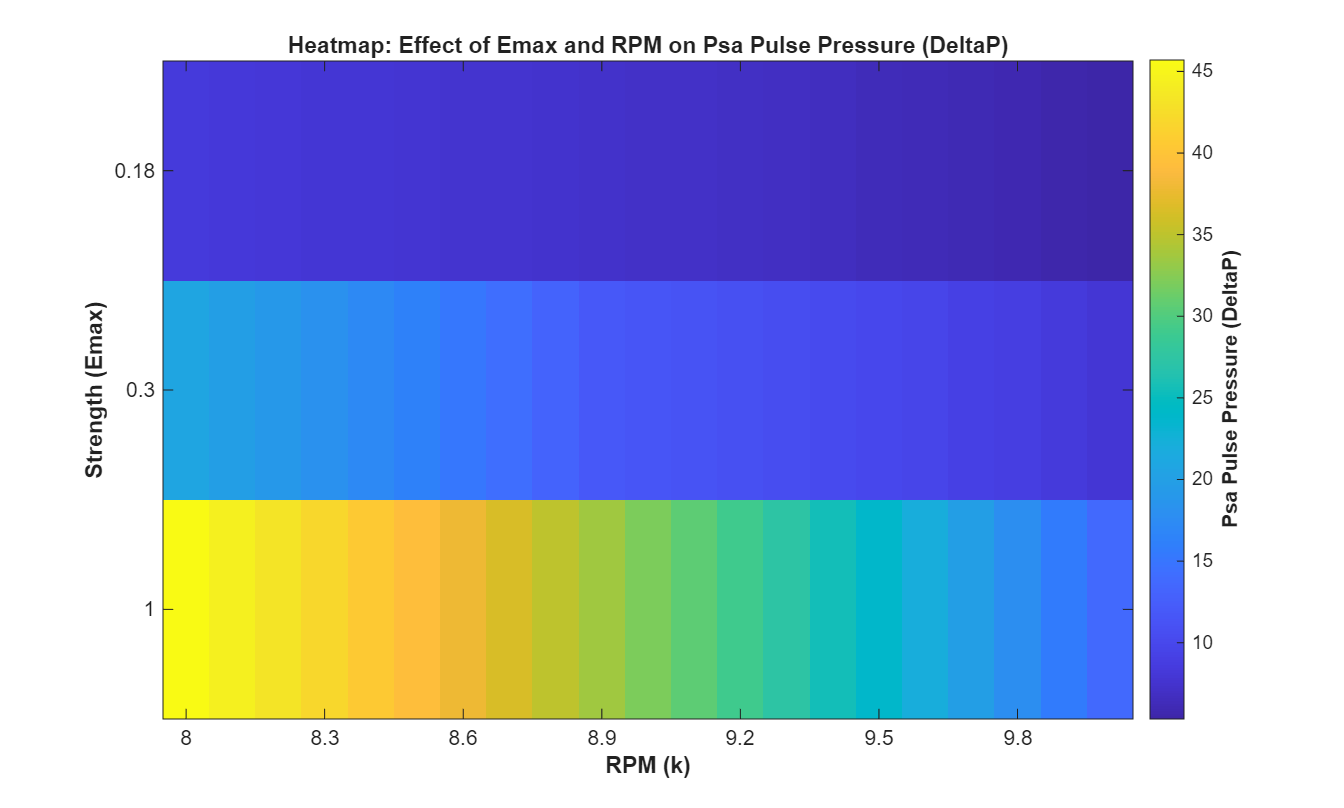 Heatmap: Effect of Emax and RPM on Psa Pulse Pressure (DeltaP)
Strength (Emax)
0.18
0.3
1
8 8.3 8.6 8.9 9.2 9.5 9.8
RPM (k)
45
40
35
30
25
20
15
10
Psa Pulse Pressure (DeltaP)